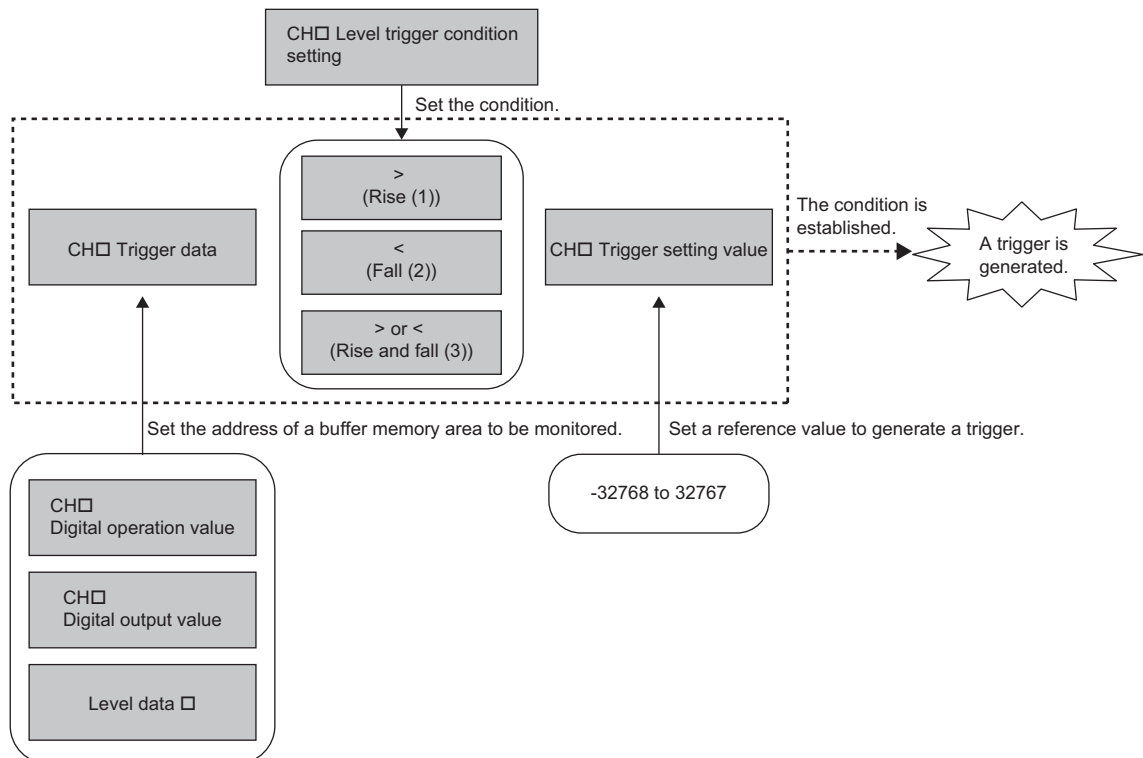 CH□ Level trigger condition
setting
Set the condition.
>
(Rise (1))
<
(Fall (2))
> or <
(Rise and fall (3))
CH□ Trigger data
CH□ Trigger setting value
The condition is
established.
A trigger is
generated.
Set the address of a buffer memory area to be monitored.
Set a reference value to generate a trigger.
CH□
Digital operation value
CH□
Digital output value
Level data □
-32768 to 32767